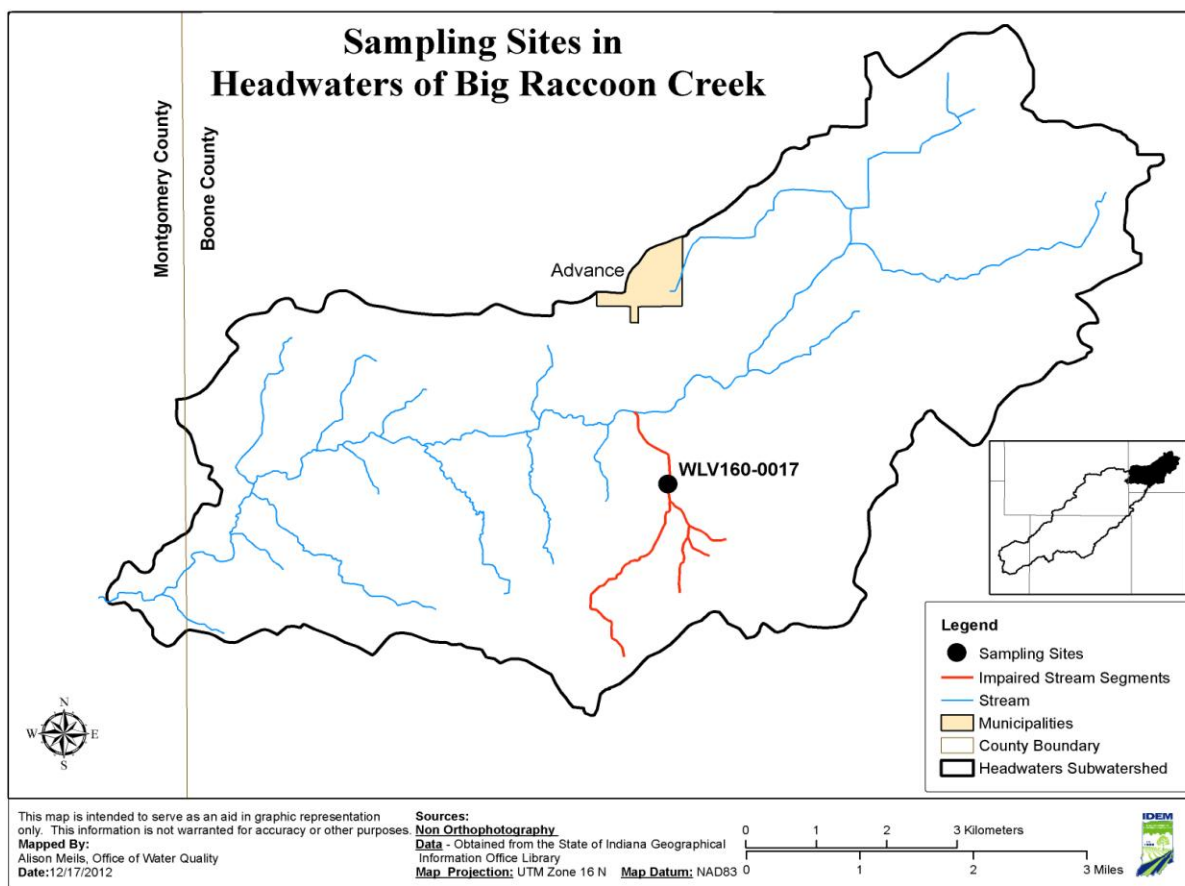 Sampling Sites in
Headwaters of Big Raccoon Creek
Montgomery County
Boone County
Advance
WLV160-0017
Legend
Sampling Sites
Impaired Stream Segments
Stream
Municipalities
County Boundary
Headwaters Subwatershed
N
W E
S
This map is intended to serve as an aid in graphic representation
only. This information is not warranted for accuracy or other purposes.
Mapped By:
Alison Meils, Office of Water Quality
Date:12/17/2012
Sources:
Non Orthophotography
Data - Obtained from the State of Indiana Geographical
Information Office Library
Map Projection: UTM Zone 16 N Map Datum: NAD83
0 1 2 3 Kilometers
0 1 2 3 Miles
IDEM